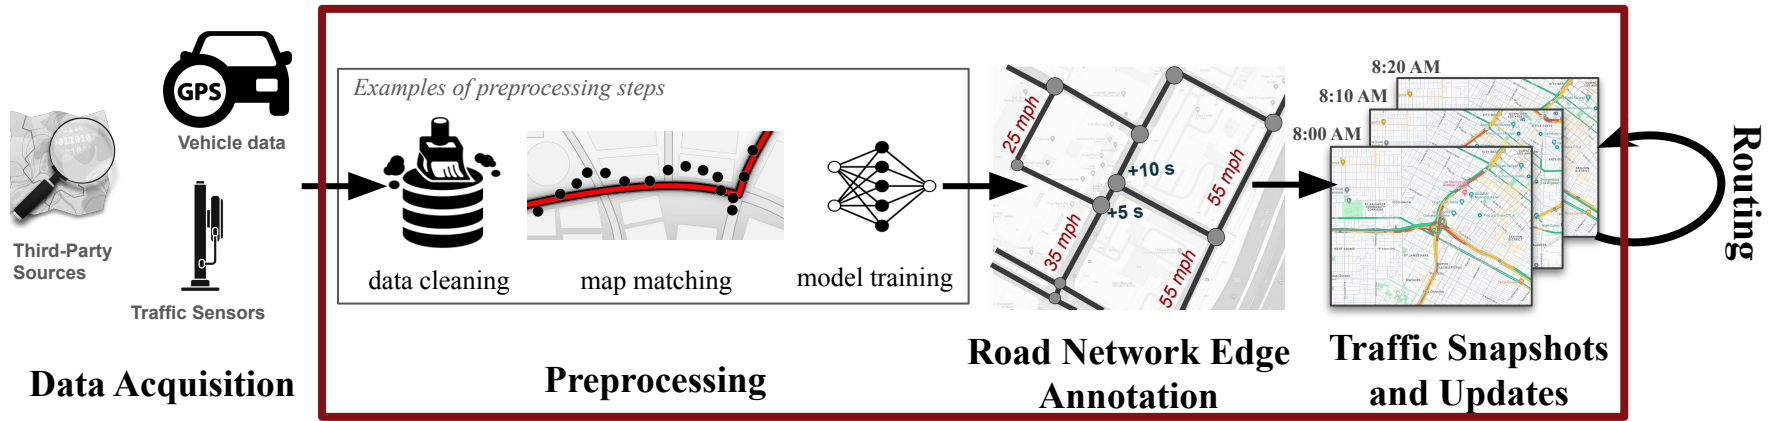 GPS
Vehicle data
Third-Party
Sources
Traffic Sensors
Data Acquisition
Examples of preprocessing steps
data cleaning
map matching
model training
Preprocessing
25 mph
+10 s
+5 s
35 mph
55 mph
55 mph
Road Network Edge
Annotation
8:20 AM
8:10 AM
8:00 AM
Traffic Snapshots
and Updates
Routing